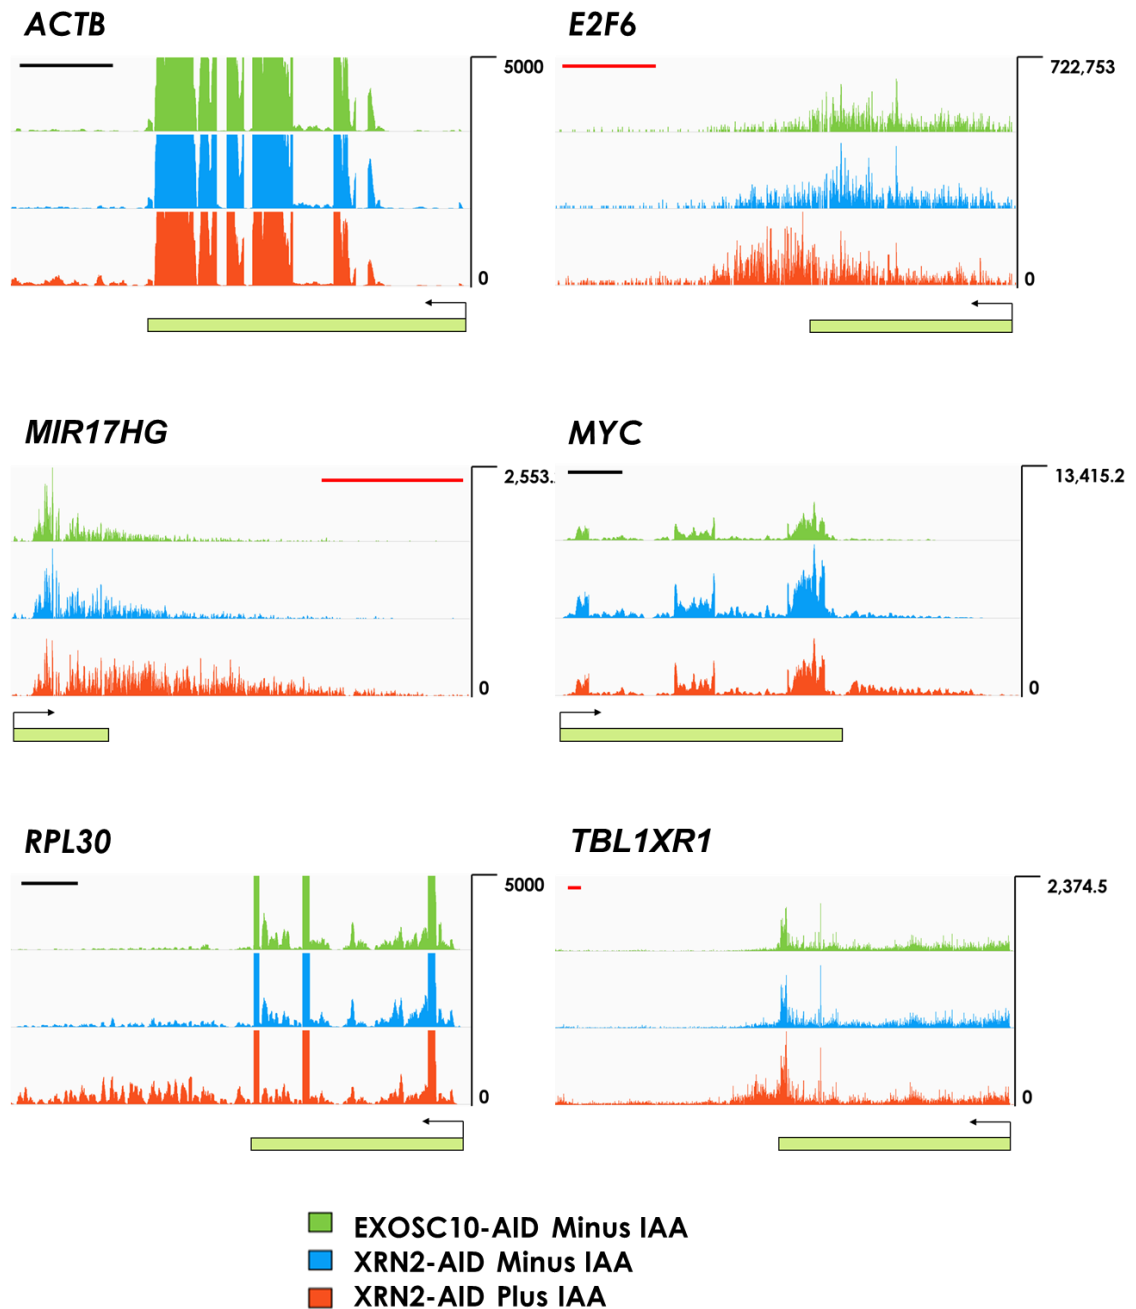 ACTB
5000
0
E2F6
722,753
0
MIR17HG
2,553.
0
MYC
13,415.2
0
RPL30
5000
0
TBL1XR1
2,374.5
0
EXOSC10-AID Minus IAA
XRN2-AID Minus IAA
XRN2-AID Plus IAA